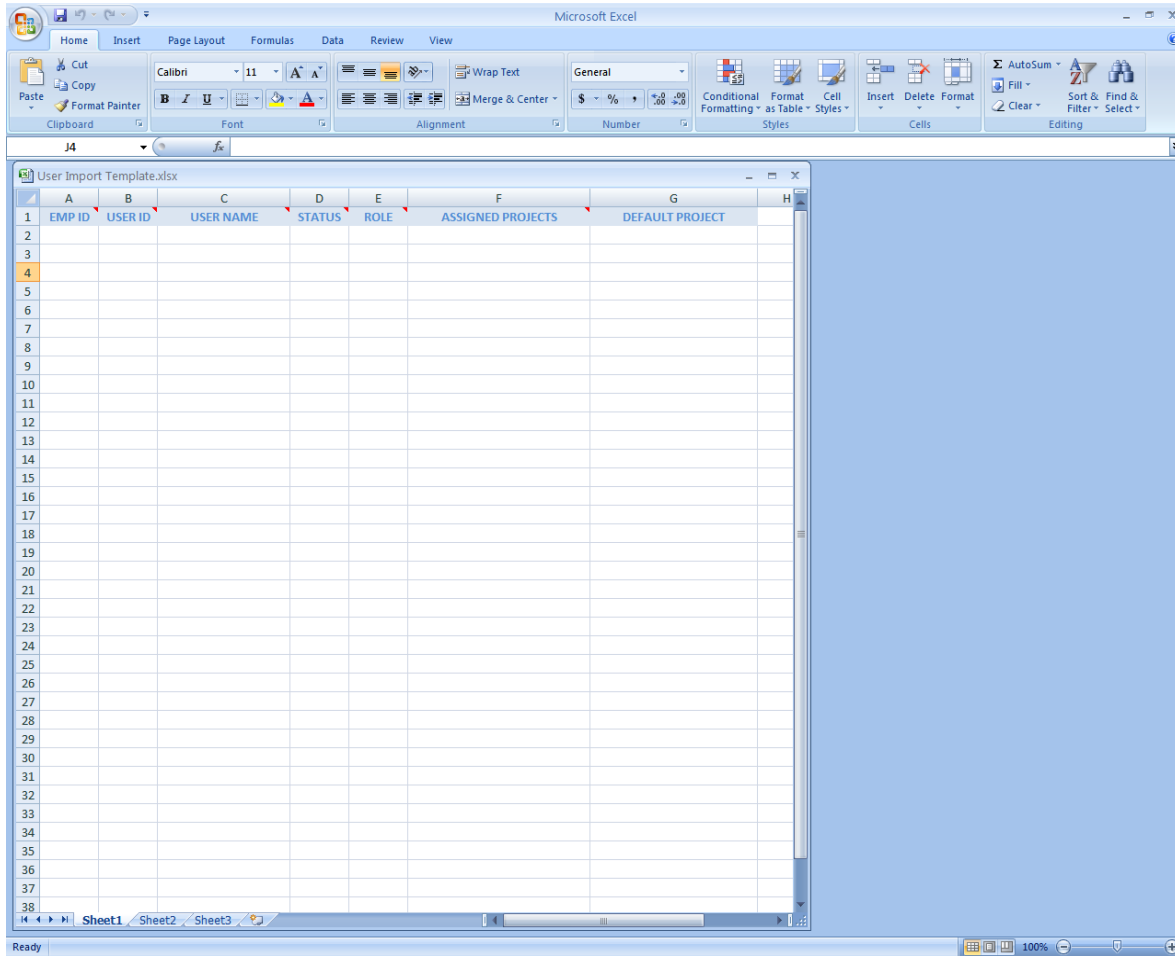 Microsoft Excel
Home Insert Page Layout Formulas Data Review View
Cut
Copy
Format Painter
Paste
Clipboard
Calibri 11 A A
B I U A
Font
Wrap Text
Merge & Center
Alignment
General
$ % , .0 .00 .00 .0
Number
Conditional Formatting
Format as Table
Cell Styles
Styles
Insert Delete Format
Cells
Σ AutoSum
Fill
Clear
Sort & Filter
Find & Select
Editing
J4 fx
User Import Template.xlsx
A B C D E F G H
1 EMP ID USER ID USER NAME STATUS ROLE ASSIGNED PROJECTS DEFAULT PROJECT
2
3
4
5
6
7
8
9
10
11
12
13
14
15
16
17
18
19
20
21
22
23
24
25
26
27
28
29
30
31
32
33
34
35
36
37
38
Sheet1 Sheet2 Sheet3
Ready 100%